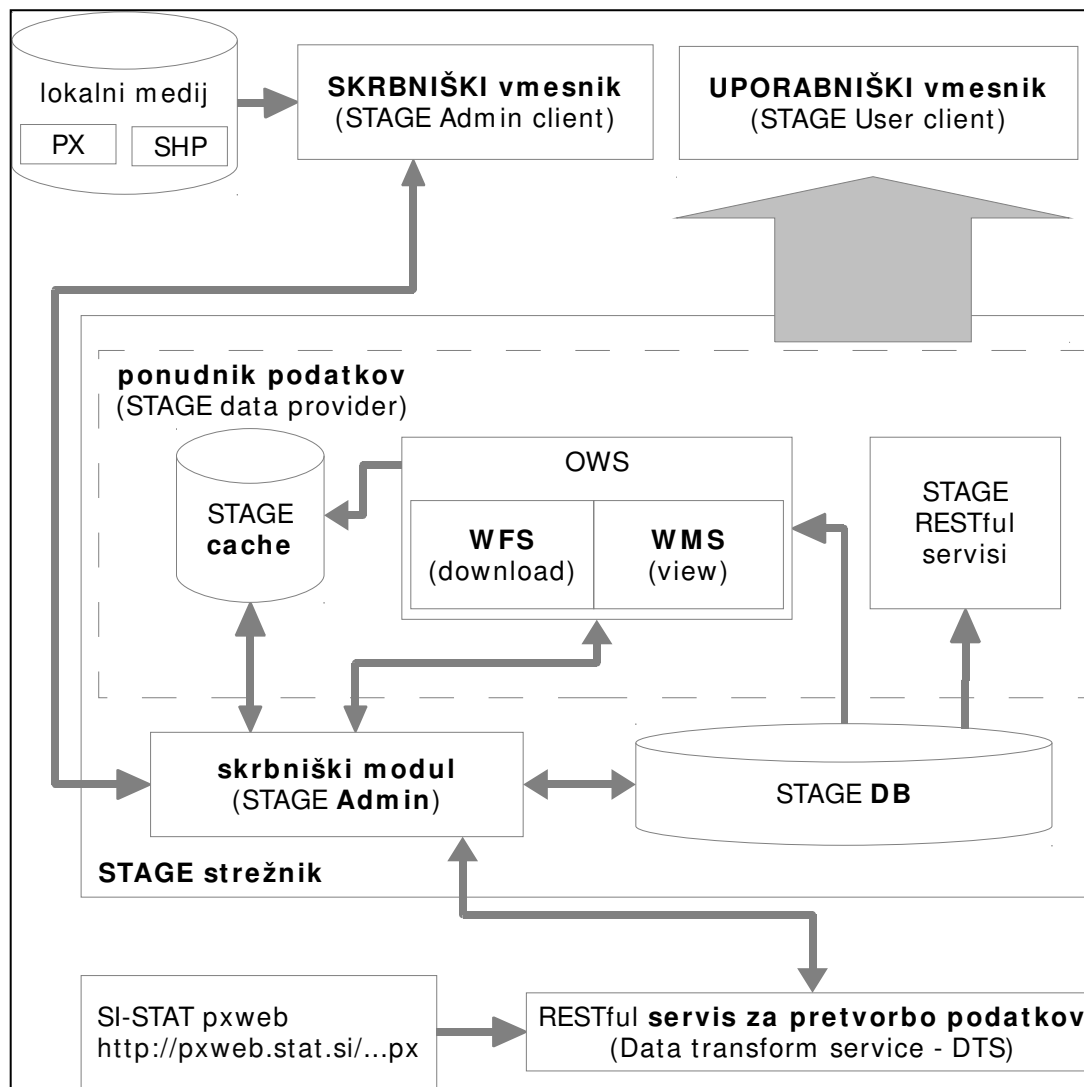 lokalni medij
PX
SHP
SKRBNIŠKI vmesnik
(STAGE Admin client)
UPORABNIŠKI vmesnik
(STAGE User client)
ponudnik podatkov
(STAGE data provider)
STAGE
cache
OWS
WFS
(download)
WMS
(view)
STAGE
RESTful
servisi
skrbniški modul
(STAGE Admin)
STAGE DB
STAGE strežnik
SI-STAT pxweb
http://pxweb.stat.si/...px
RESTful servis za pretvorbo podatkov
(Data transform service - DTS)